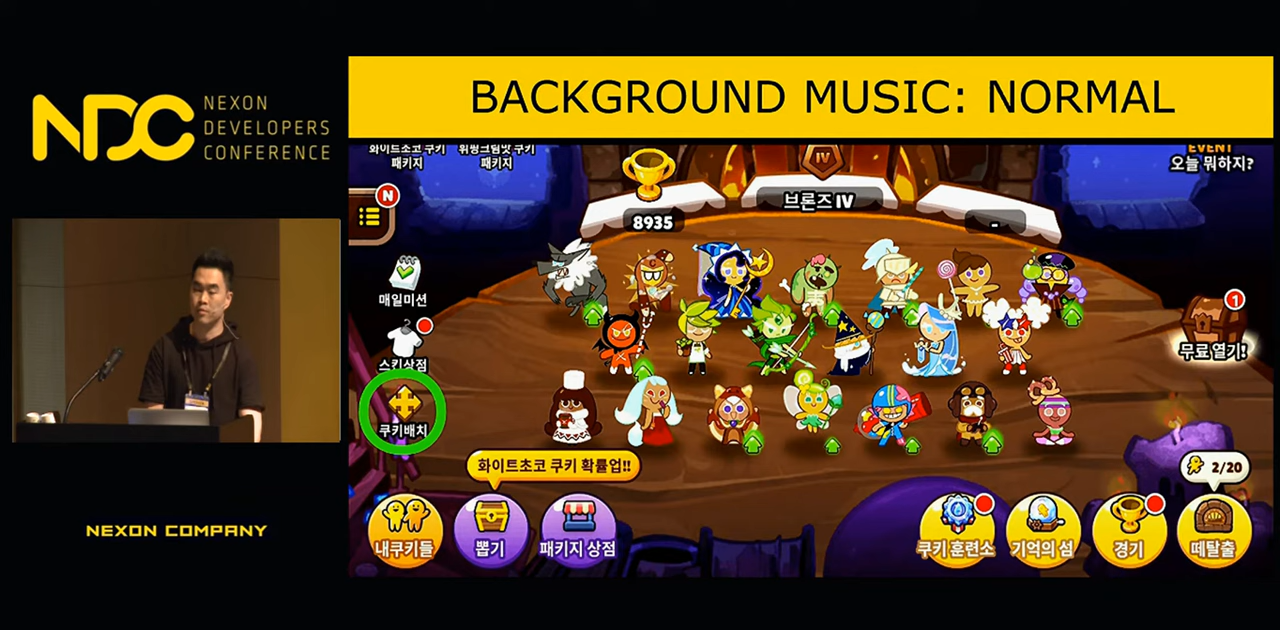 NDC
NEXON
DEVELOPERS
CONFERENCE
NEXON COMPANY
BACKGROUND MUSIC: NORMAL
화이트초코 쿠키
패키지
휘핑크림맛 쿠키
패키지
IV
EVENT
오늘 뭐하지?
N
8935
브론즈 IV
-
매일미션
스킨상점
쿠키배치
1
무료 열기!
화이트초코 쿠키 확률업!!
2/20
내쿠키들
뽑기
패키지 상점
쿠키 훈련소
기억의 섬
경기
떼탈출